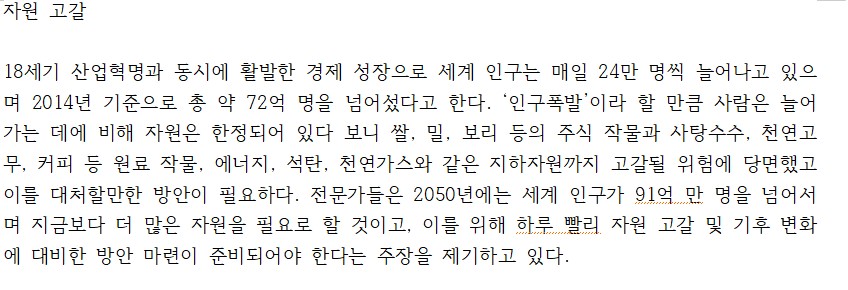 자원 고갈
18세기 산업혁명과 동시에 활발한 경제 성장으로 세계 인구는 매일 24만 명씩 늘어나고 있으
며 2014년 기준으로 총 약 72억 명을 넘어섰다고 한다. ‘인구폭발’이라 할 만큼 사람은 늘어
가는 데에 비해 자원은 한정되어 있다 보니 쌀, 밀, 보리 등의 주식 작물과 사탕수수, 천연고
무, 커피 등 원료 작물, 에너지, 석탄, 천연가스와 같은 지하자원까지 고갈될 위험에 당면했고
이를 대처할만한 방안이 필요하다. 전문가들은 2050년에는 세계 인구가 91억 만 명을 넘어서
며 지금보다 더 많은 자원을 필요로 할 것이고, 이를 위해 하루 빨리 자원 고갈 및 기후 변화
에 대비한 방안 마련이 준비되어야 한다는 주장을 제기하고 있다.